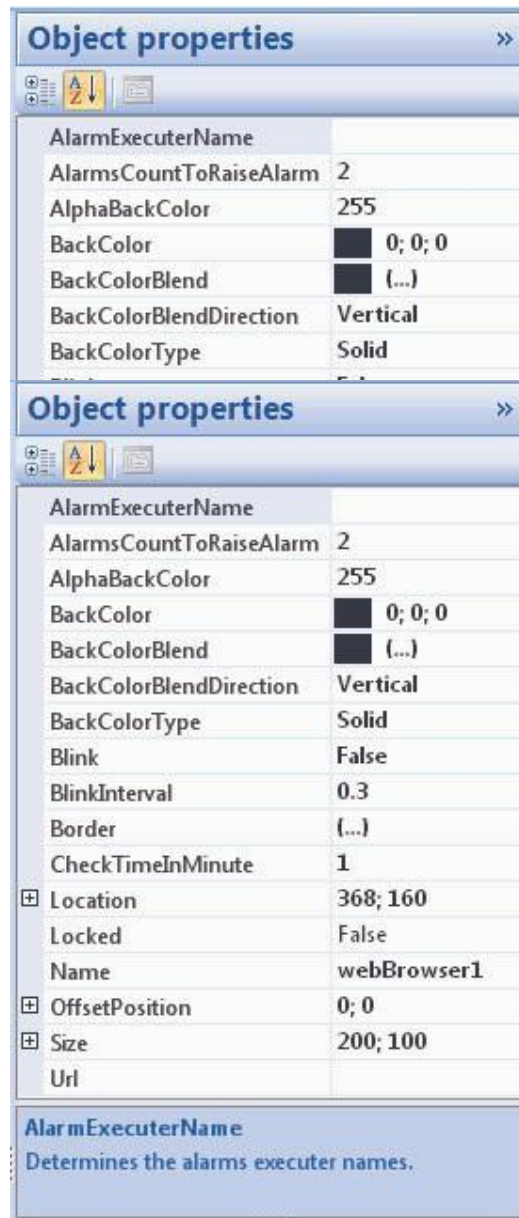 Object properties »
AlarmExecuterName
AlarmsCountToRaiseAlarm 2
AlphaBackColor 255
BackColor 0; 0; 0
BackColorBlend (...)
BackColorBlendDirection Vertical
BackColorType Solid
Object properties »
AlarmExecuterName
AlarmsCountToRaiseAlarm 2
AlphaBackColor 255
BackColor 0; 0; 0
BackColorBlend (...)
BackColorBlendDirection Vertical
BackColorType Solid
Blink False
BlinkInterval 0.3
Border (...)
CheckTimeInMinute 1
Location 368; 160
Locked False
Name webBrowser1
OffsetPosition 0; 0
Size 200; 100
Url
AlarmExecuterName
Determines the alarms executer names.